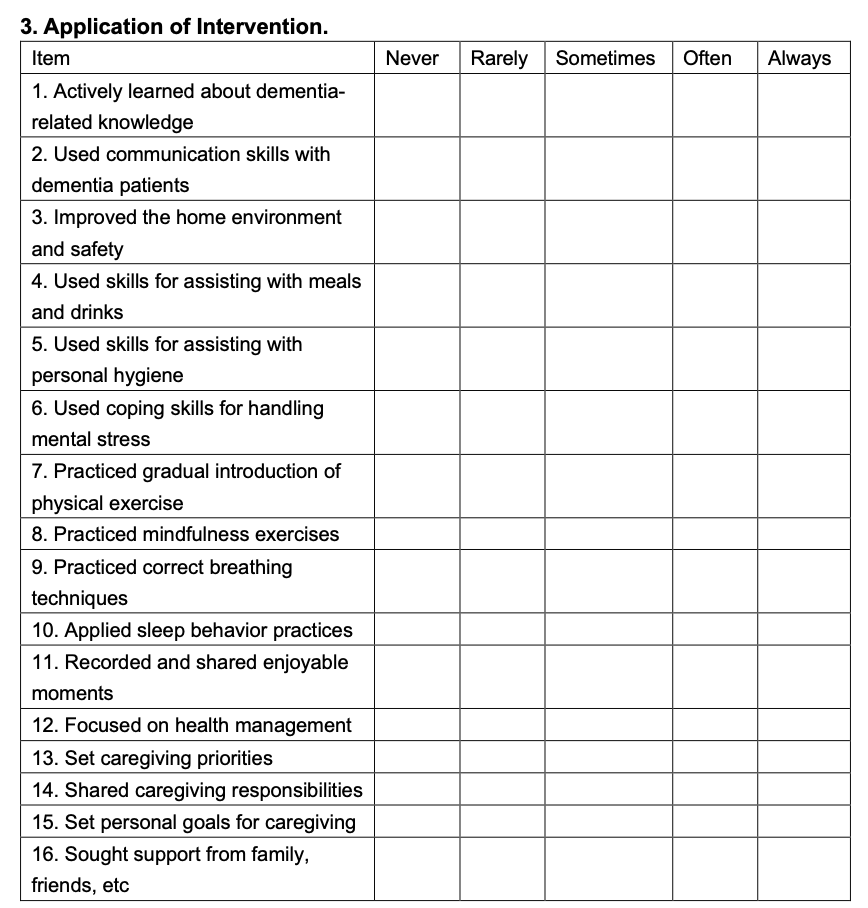 3. Application of Intervention.
Item Never Rarely Sometimes Often Always
1. Actively learned about dementia-
related knowledge
2. Used communication skills with
dementia patients
3. Improved the home environment
and safety
4. Used skills for assisting with meals
and drinks
5. Used skills for assisting with
personal hygiene
6. Used coping skills for handling
mental stress
7. Practiced gradual introduction of
physical exercise
8. Practiced mindfulness exercises
9. Practiced correct breathing
techniques
10. Applied sleep behavior practices
11. Recorded and shared enjoyable
moments
12. Focused on health management
13. Set caregiving priorities
14. Shared caregiving responsibilities
15. Set personal goals for caregiving
16. Sought support from family,
friends, etc